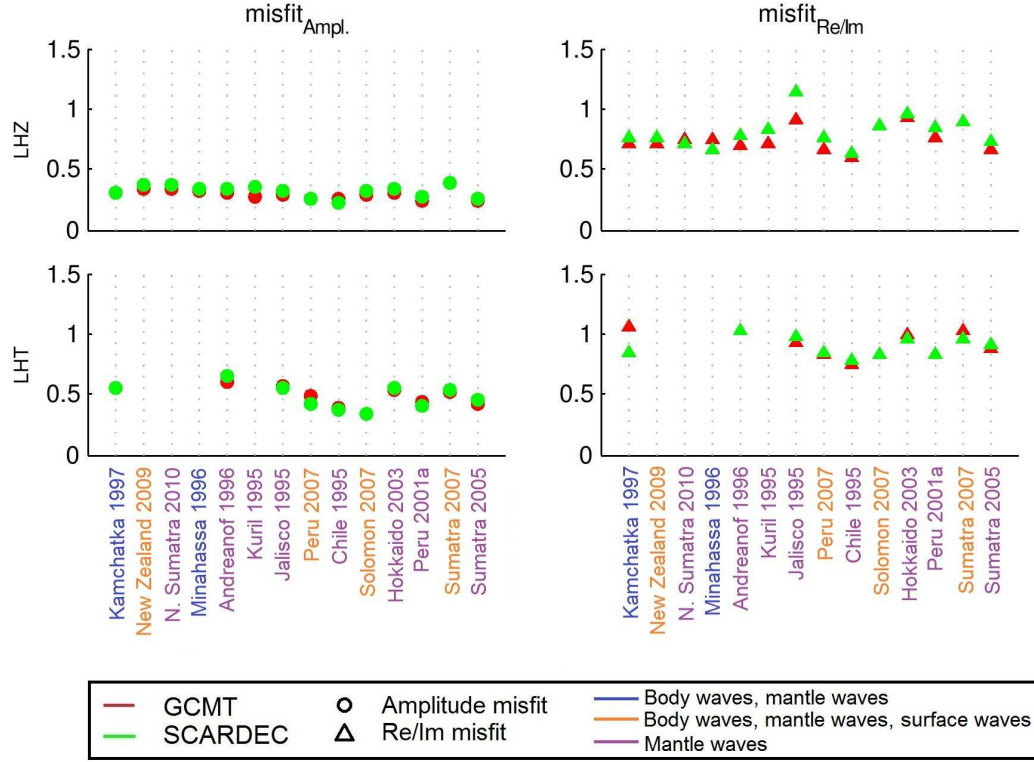 misfit Ampl.
misfit Re/Im
LHZ
1.5
1
0.5
0
1.5
1
0.5
0
LHT
1.5
1
0.5
0
1.5
1
0.5
0
Kamchatka 1997
New Zealand 2009
N. Sumatra 2010
Minahassa 1996
Andreanof 1996
Kuril 1995
Jalisco 1995
Peru 2007
Chile 1995
Solomon 2007
Hokkaido 2003
Peru 2001a
Sumatra 2007
Sumatra 2005
Kamchatka 1997
New Zealand 2009
N. Sumatra 2010
Minahassa 1996
Andreanof 1996
Kuril 1995
Jalisco 1995
Peru 2007
Chile 1995
Solomon 2007
Hokkaido 2003
Peru 2001a
Sumatra 2007
Sumatra 2005
GCMT
SCARDEC
Amplitude misfit
Re/Im misfit
Body waves, mantle waves
Body waves, mantle waves, surface waves
Mantle waves